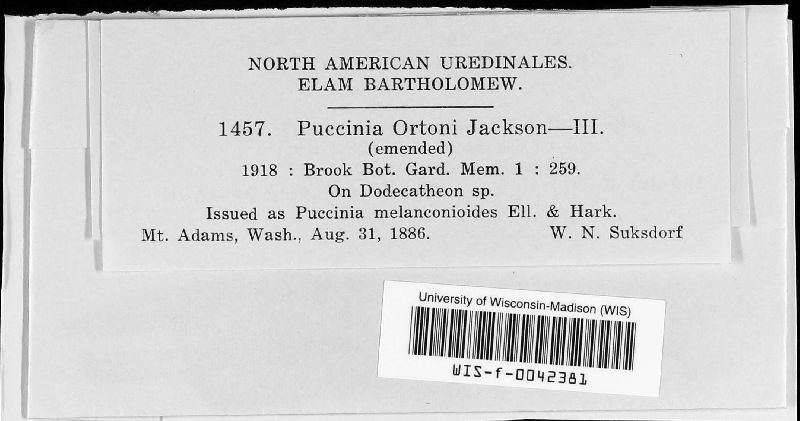 NORTH AMERICAN UREDINALES.
ELAM BARTHOLOMEW.
1457. Puccinia Ortoni Jackson—III.
(emended)
1918 : Brook Bot. Gard. Mem. 1 : 259.
On Dodecatheon sp.
Issued as Puccinia melanconioides Ell. & Hark.
Mt. Adams, Wash., Aug. 31, 1886. W. N. Suksdorf
University of Wisconsin-Madison (WIS)
WIS-f-0042381